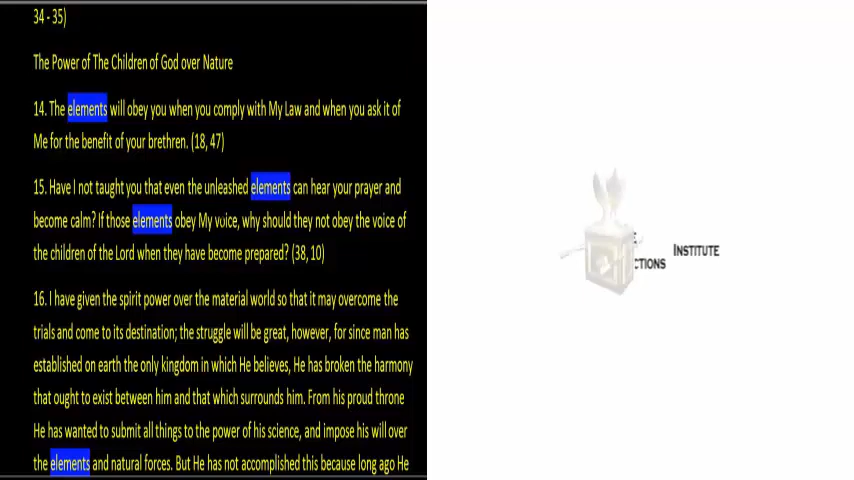 34 - 35)
The Power of The Children of God over Nature
14. The elements will obey you when you comply with My Law and when you ask it of
Me for the benefit of your brethren. (18, 47)
15. Have I not taught you that even the unleashed elements can hear your prayer and
become calm? If those elements obey My voice, why should they not obey the voice of
the children of the Lord when they have become prepared? (38, 10)
16. I have given the spirit power over the material world so that it may overcome the
trials and come to its destination; the struggle will be great, however, for since man has
established on earth the only kingdom in which He believes, He has broken the harmony
that ought to exist between him and that which surrounds him. From his proud throne
He has wanted to submit all things to the power of his science, and impose his will over
the elements and natural forces. But He has not accomplished this because long ago He
INSTITUTE